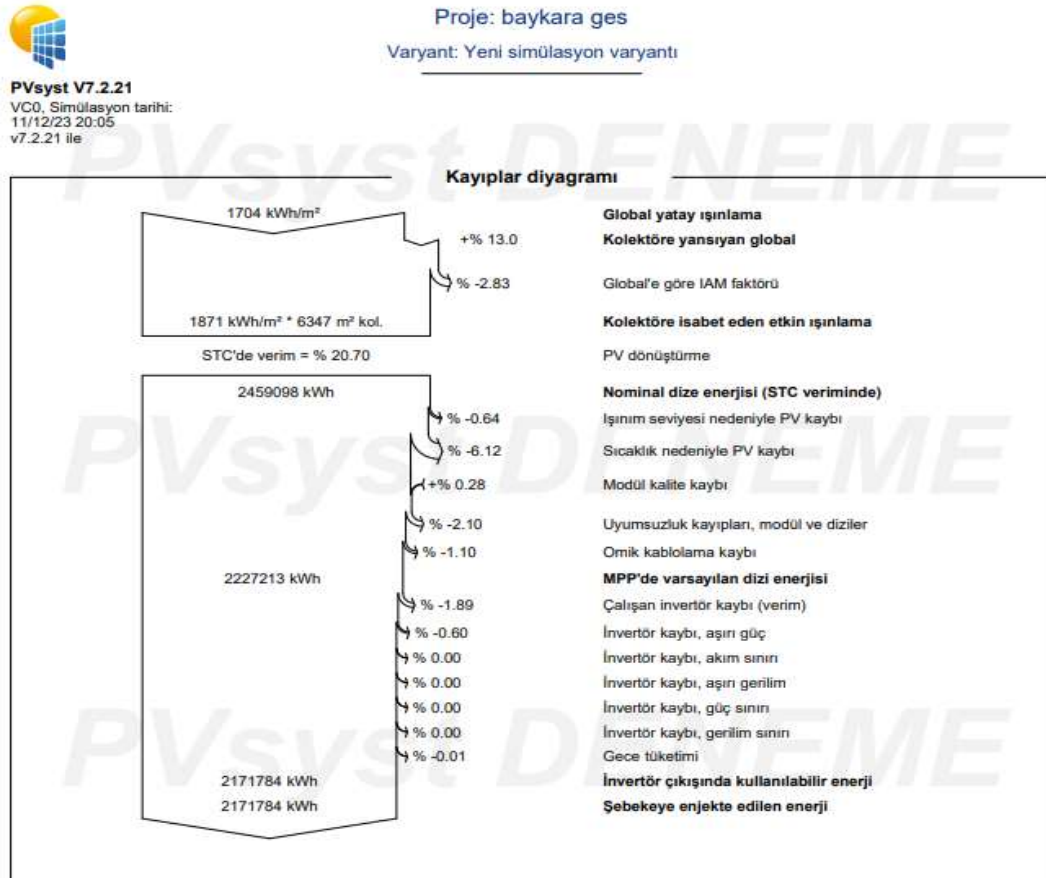 Proje: baykara ges
Varyant: Yeni simülasyon varyantı
PVsyst V7.2.21
VC0, Simülasyon tarihi:
11/12/23 20:05
v7.2.21 ile
PVsyst DENEME
Kayıplar diyagramı
1704 kWh/m² Global yatay ışınlama
+% 13.0 Kolektöre yansıyan global
% -2.83 Global'e göre IAM faktörü
1871 kWh/m² * 6347 m² kol. Kolektöre isabet eden etkin ışınlama
STC'de verim = % 20.70 PV dönüştürme
2459098 kWh Nominal dize enerjisi (STC veriminde)
% -0.64 Işınım seviyesi nedeniyle PV kaybı
PVsyst DENEME
% -6.12 Sıcaklık nedeniyle PV kaybı
+% 0.28 Modül kalite kaybı
% -2.10 Uyumsuzluk kayıpları, modül ve diziler
% -1.10 Omik kablolama kaybı
2227213 kWh MPP'de varsayılan dizi enerjisi
% -1.89 Çalışan invertör kaybı (verim)
% -0.60 İnvertör kaybı, aşırı güç
% 0.00 İnvertör kaybı, akım sınırı
% 0.00 İnvertör kaybı, aşırı gerilim
% 0.00 İnvertör kaybı, güç sınırı
% 0.00 İnvertör kaybı, gerilim sınırı
PVsyst DENEME
% -0.01 Gece tüketimi
2171784 kWh İnvertör çıkışında kullanılabilir enerji
2171784 kWh Şebekeye enjekte edilen enerji